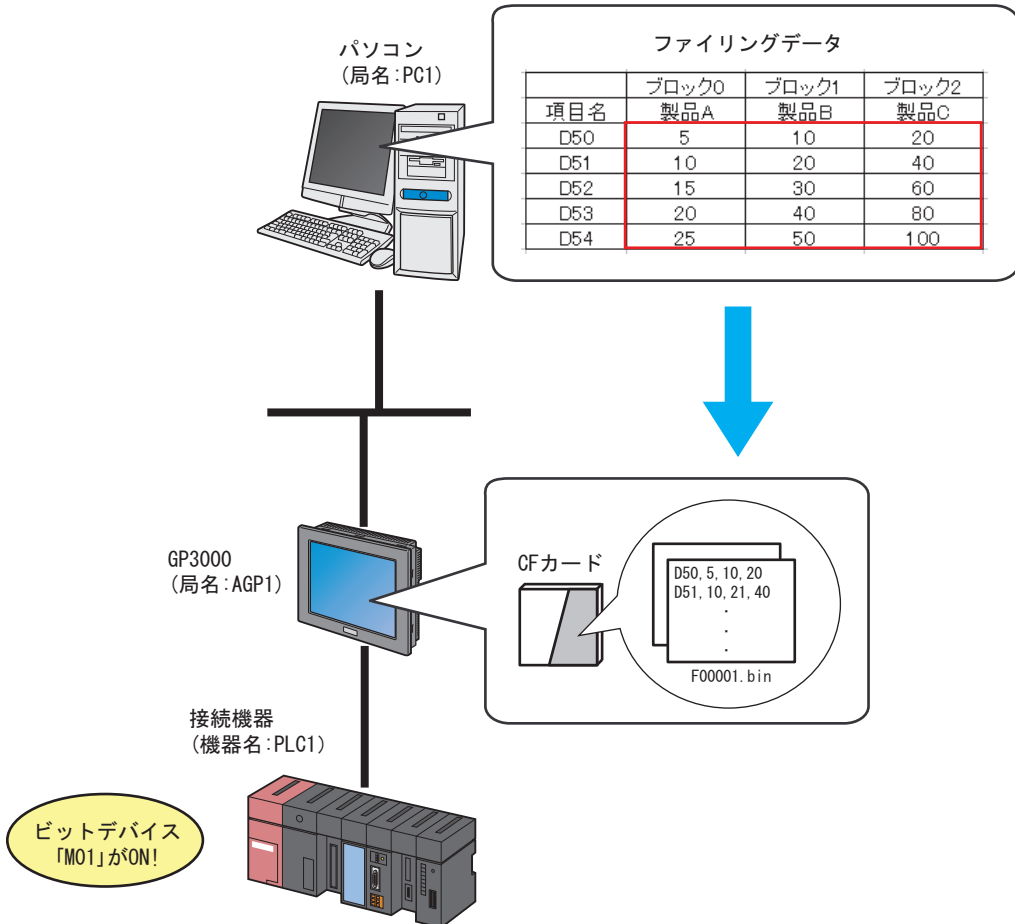 パソコン
(局名:PC1)
ファイリングデータ
ブロック0 ブロック1 ブロック2
項目名 製品A 製品B 製品C
D50 5 10 20
D51 10 20 40
D52 15 30 60
D53 20 40 80
D54 25 50 100
GP3000
(局名:AGP1)
CFカード
D50, 5, 10, 20
D51, 10, 21, 40
.
.
.
F00001.bin
接続機器
(機器名:PLC1)
ビットデバイス
「M01」がON!